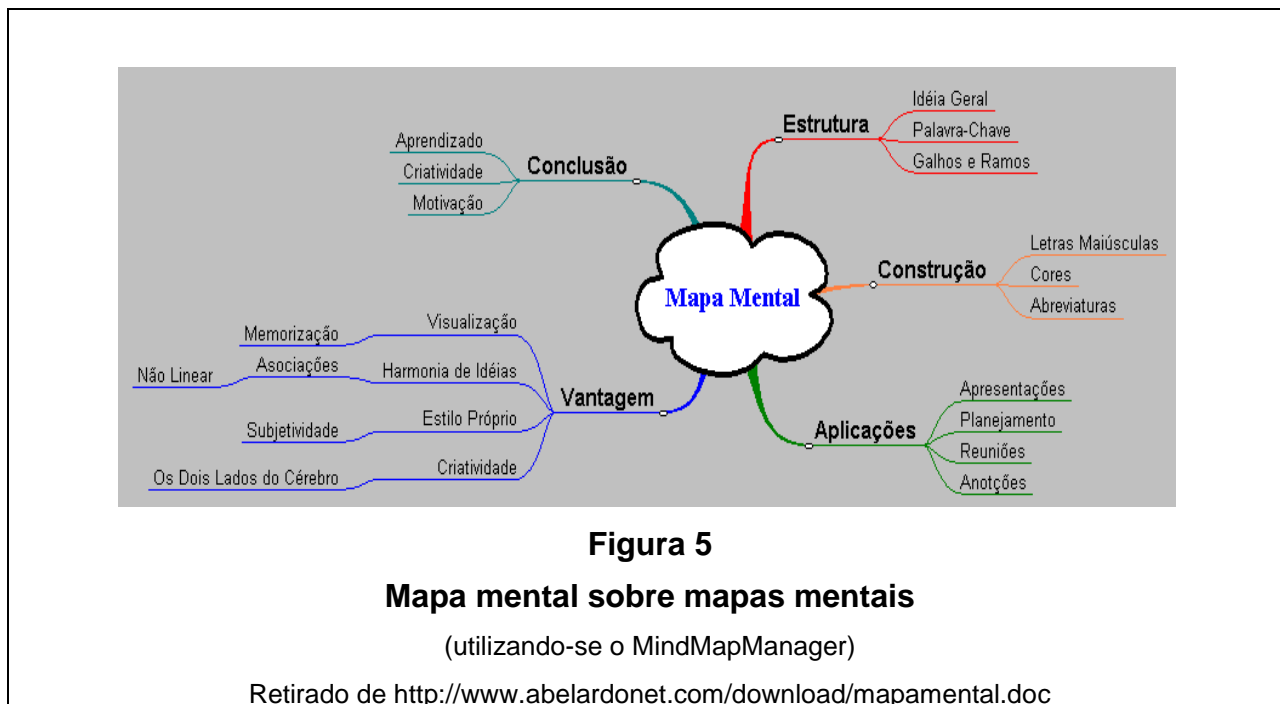 Mapa Mental
Estrutura
Idéia Geral
Palavra-Chave
Galhos e Ramos
Construção
Letras Maiúsculas
Cores
Abreviaturas
Aplicações
Apresentações
Planejamento
Reuniões
Anotções
Vantagem
Visualização
Memorização
Harmonia de Idéias
Asociações
Não Linear
Estilo Próprio
Subjetividade
Criatividade
Os Dois Lados do Cérebro
Conclusão
Aprendizado
Criatividade
Motivação
Figura 5
Mapa mental sobre mapas mentais
(utilizando-se o MindMapManager)
Retirado de http://www.abelardonet.com/download/mapamental.doc